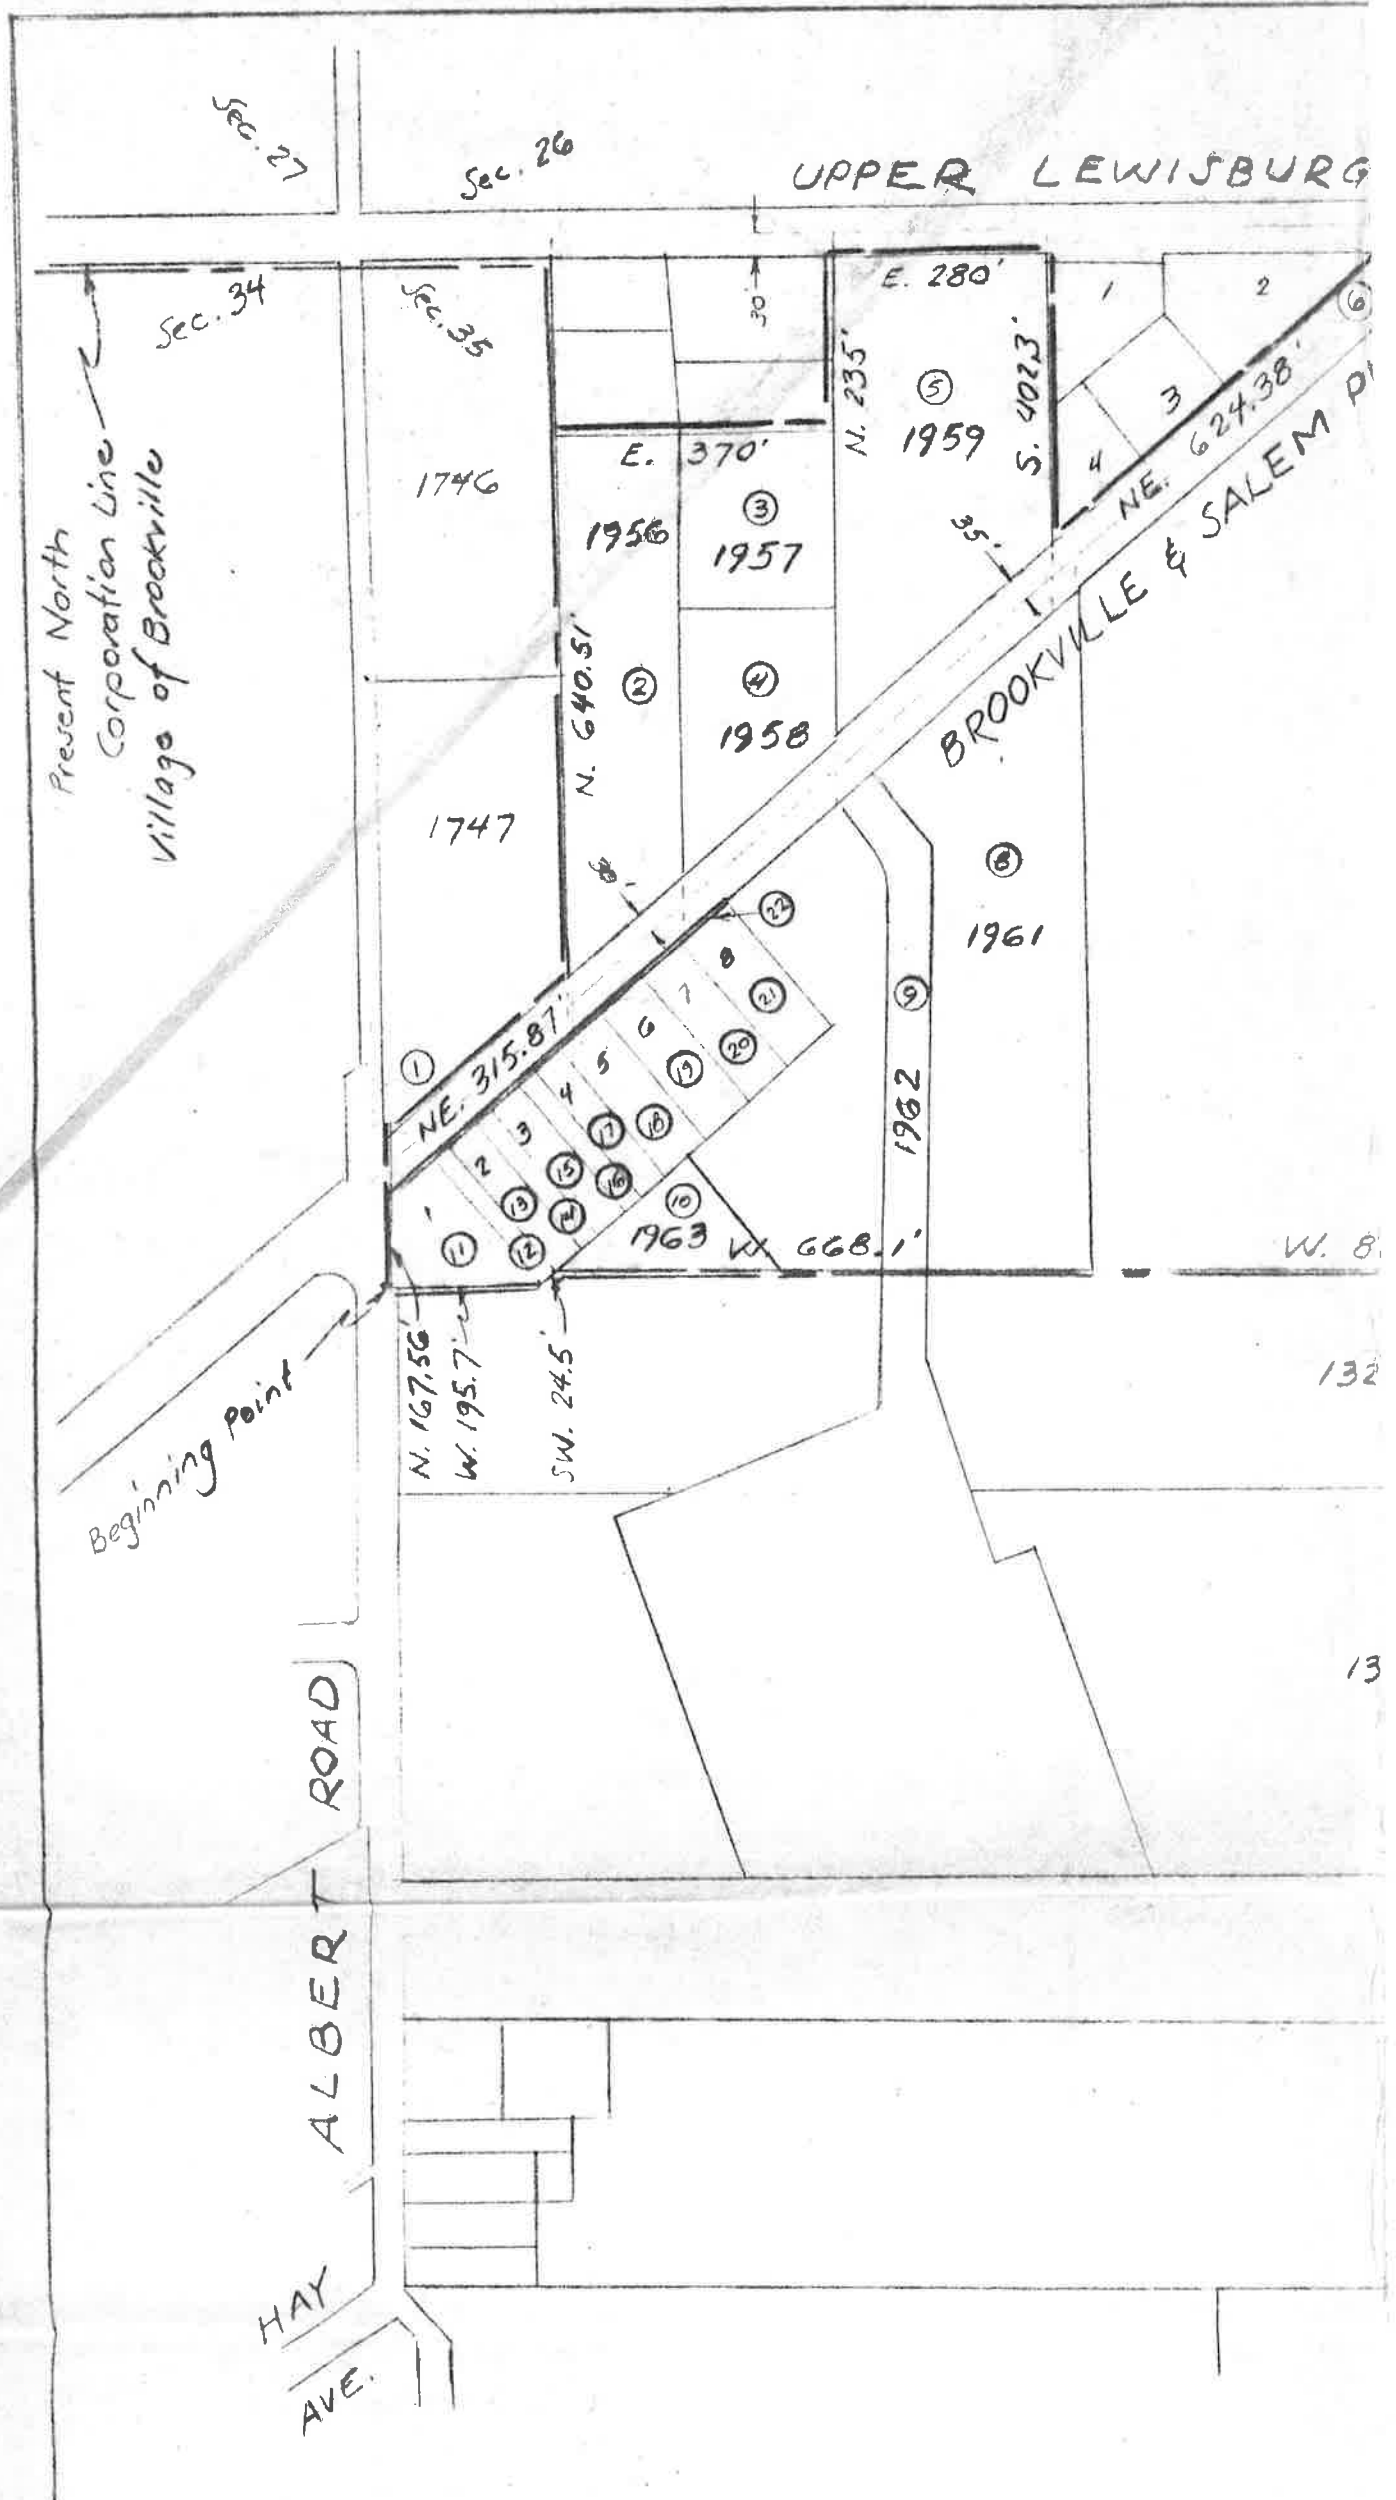 Sec. 27
Sec. 26
UPPER LEWISBURG
Sec. 34
Sec. 35
30'
E. 280'
1
2
6
Present North
Corporation Line
Village of Brookville
1746
E. 370'
N. 235'
5
1959
S. 402.3'
3
4
NE. 624.38'
BROOKVILLE & SALEM
1956
3
1957
35'
N. 640.51'
2
4
1958
1747
8
1961
22
8
21
7
20
6
19
5
18
4
17
16
3
15
14
2
13
12
1
11
1
NE. 315.87'
9
1962
10
1963
W. 668.1'
W. 8
N. 167.56'
W. 195.7'
SW. 24.5'
Beginning Point
132
13
ALBERT ROAD
HAY
AVE.